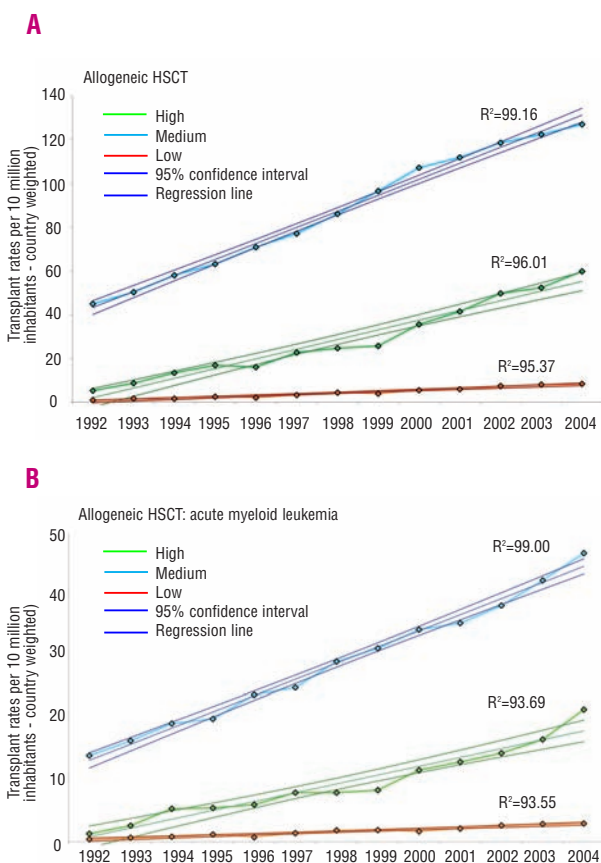 A
Allogeneic HSCT
Transplant rates per 10 million
inhabitants - country weighted)
140
120
100
80
60
40
20
0
High
Medium
Low
95% confidence interval
Regression line
R²=99.16
R²=96.01
R²=95.37
1992 1993 1994 1995 1996 1997 1998 1999 2000 2001 2002 2003 2004
B
Allogeneic HSCT: acute myeloid leukemia
Transplant rates per 10 million
inhabitants - country weighted)
50
40
30
20
10
0
High
Medium
Low
95% confidence interval
Regression line
R²=99.00
R²=93.69
R²=93.55
1992 1993 1994 1995 1996 1997 1998 1999 2000 2001 2002 2003 2004